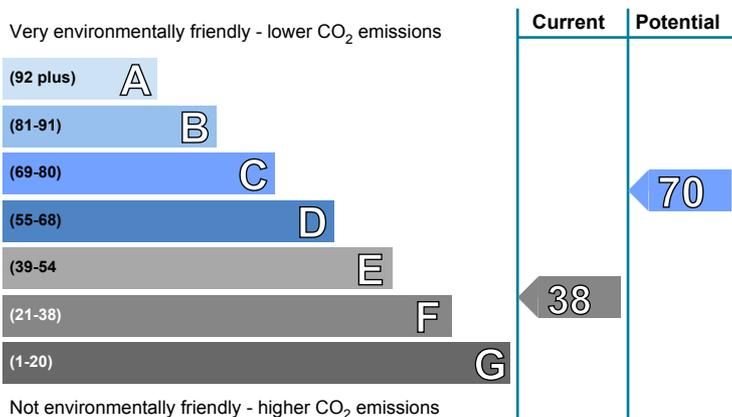 Current Potential
Very environmentally friendly - lower CO2 emissions
(92 plus) A
(81-91) B
(69-80) C
70
(55-68) D
(39-54 E
38
(21-38) F
(1-20) G
Not environmentally friendly - higher CO2 emissions